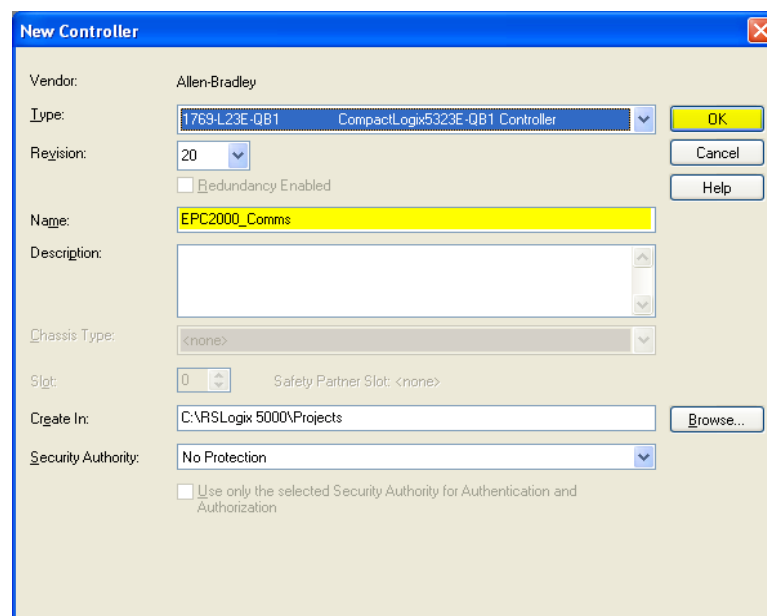 New Controller
Vendor: Allen-Bradley
Type: 1769-L23E-QB1 CompactLogix5323E-QB1 Controller OK
Revision: 20 Cancel
Redundancy Enabled Help
Name: EPC2000_Comms
Description:
Chassis Type: <none>
Slot: 0 Safety Partner Slot: <none>
Create In: C:\RSLogix 5000\Projects Browse...
Security Authority: No Protection
Use only the selected Security Authority for Authentication and
Authorization